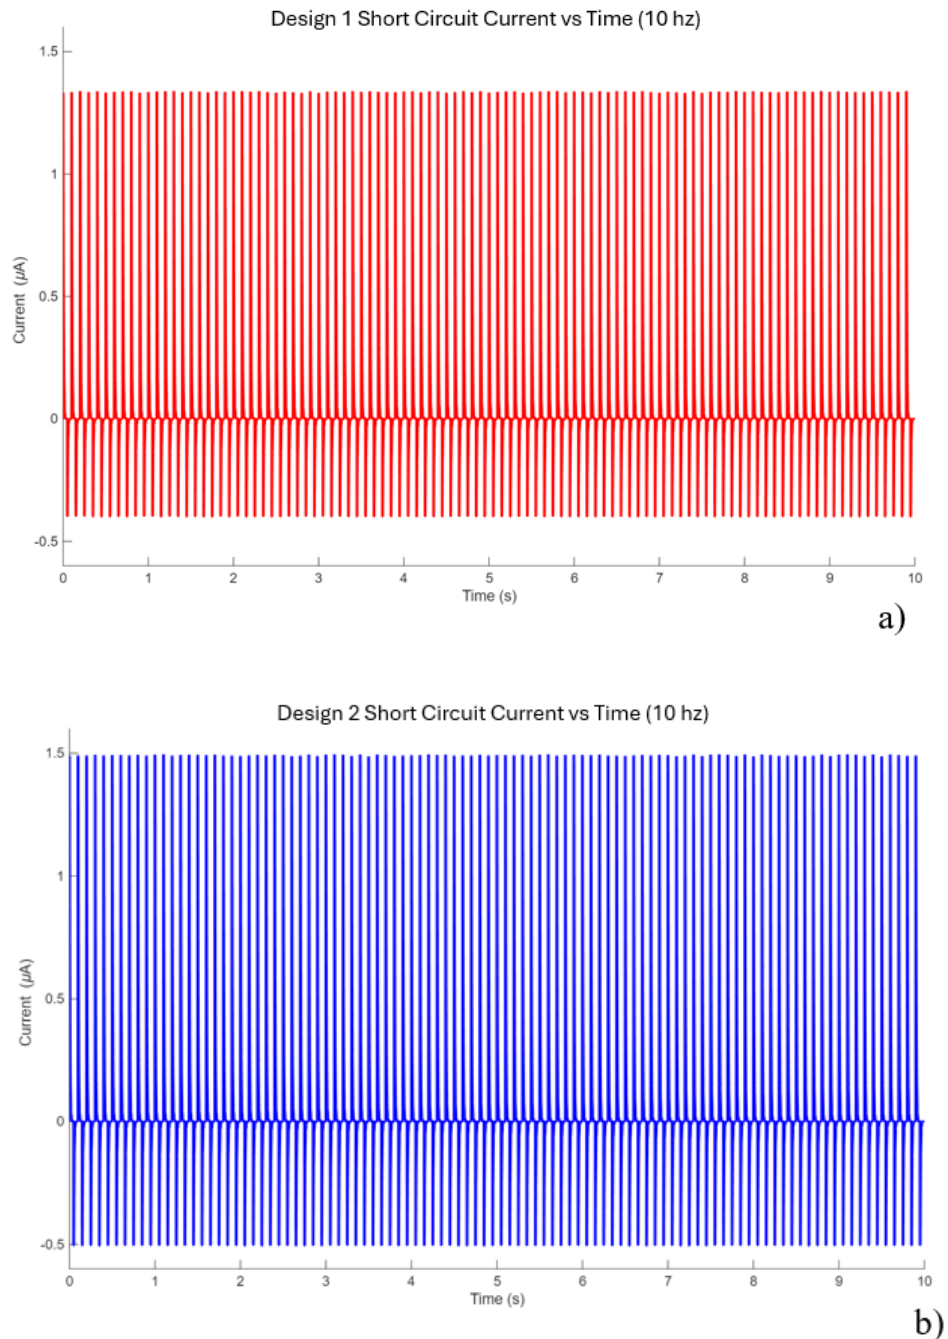 Design 1 Short Circuit Current vs Time (10 hz)
1.5
1
0.5
0
-0.5
Current (µA)
0 1 2 3 4 5 6 7 8 9 10
Time (s)
a)
Design 2 Short Circuit Current vs Time (10 hz)
1.5
1
0.5
0
-0.5
Current (µA)
0 1 2 3 4 5 6 7 8 9 10
Time (s)
b)